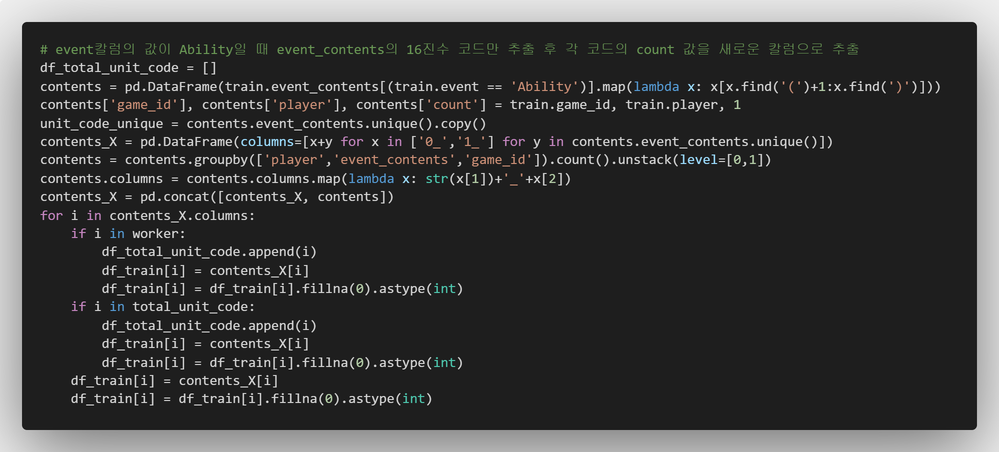 # event칼럼의 값이 Ability일 때 event_contents의 16진수 코드만 추출 후 각 코드의 count 값을 새로운 칼럼으로 추출
df_total_unit_code = []
contents = pd.DataFrame(train.event_contents[(train.event == 'Ability')].map(lambda x: x[x.find('(')+1:x.find(')')]))
contents['game_id'], contents['player'], contents['count'] = train.game_id, train.player, 1
unit_code_unique = contents.event_contents.unique().copy()
contents_X = pd.DataFrame(columns=[x+y for x in ['0_','1_'] for y in contents.event_contents.unique()])
contents = contents.groupby(['player','event_contents','game_id']).count().unstack(level=[0,1])
contents.columns = contents.columns.map(lambda x: str(x[1])+'_'+x[2])
contents_X = pd.concat([contents_X, contents])
for i in contents_X.columns:
    if i in worker:
        df_total_unit_code.append(i)
        df_train[i] = contents_X[i]
        df_train[i] = df_train[i].fillna(0).astype(int)
    if i in total_unit_code:
        df_total_unit_code.append(i)
        df_train[i] = contents_X[i]
        df_train[i] = df_train[i].fillna(0).astype(int)
    df_train[i] = contents_X[i]
    df_train[i] = df_train[i].fillna(0).astype(int)